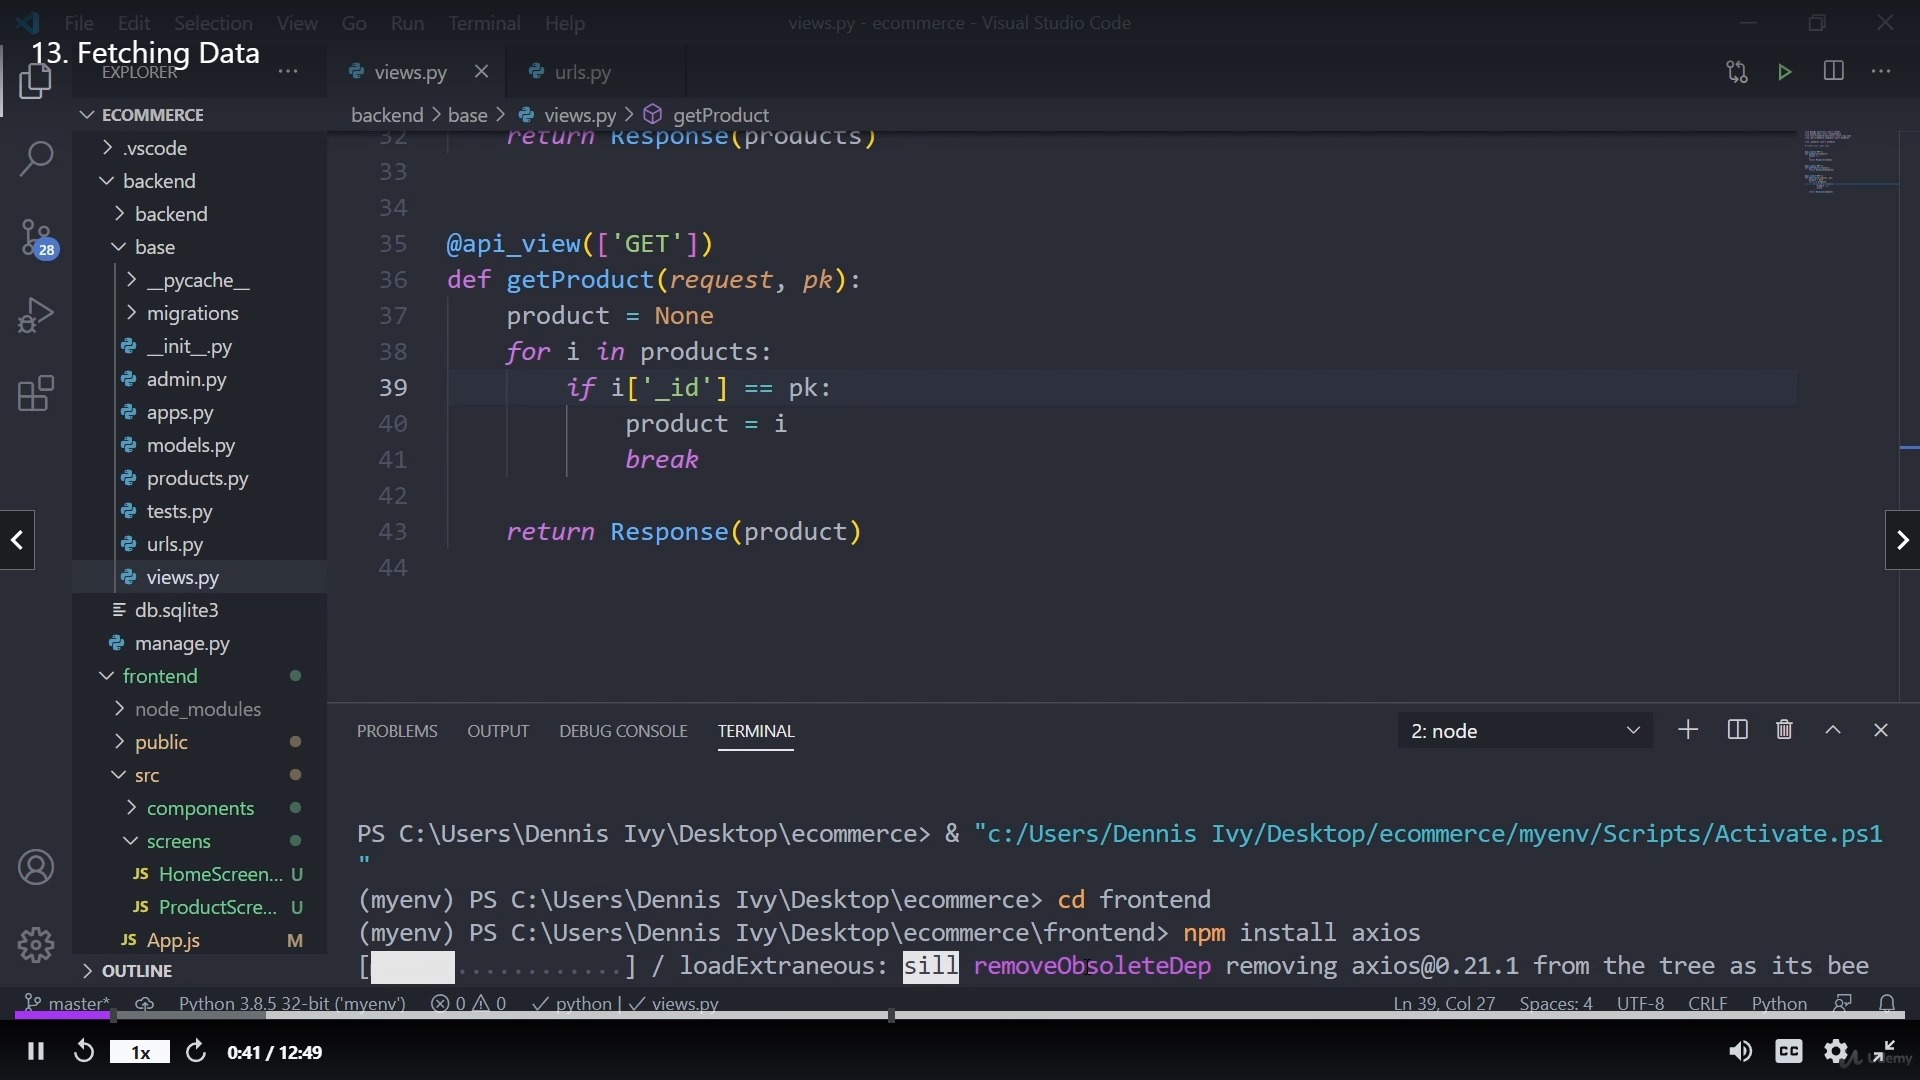 File Edit Selection View Go Run Terminal Help
views.py - ecommerce - Visual Studio Code
13. Fetching Data
EXPLORER
views.py
urls.py
ECOMMERCE
backend > base > views.py > getProduct
.vscode
backend
backend
base
__pycache__
migrations
__init__.py
admin.py
apps.py
models.py
products.py
tests.py
urls.py
views.py
db.sqlite3
manage.py
frontend
node_modules
public
src
components
screens
JS HomeScreen... U
JS ProductScre... U
JS App.js M
OUTLINE
28
32 return Response(products)
33
34
35 @api_view(['GET'])
36 def getProduct(request, pk):
37 product = None
38 for i in products:
39 if i['_id'] == pk:
40 product = i
41 break
42
43 return Response(product)
44
PROBLEMS OUTPUT DEBUG CONSOLE TERMINAL
2: node
PS C:\Users\Dennis Ivy\Desktop\ecommerce> & "c:/Users/Dennis Ivy/Desktop/ecommerce/myenv/Scripts/Activate.ps1
"
(myenv) PS C:\Users\Dennis Ivy\Desktop\ecommerce> cd frontend
(myenv) PS C:\Users\Dennis Ivy\Desktop\ecommerce\frontend> npm install axios
[ ............] / loadExtraneous: sill removeObsoleteDep removing axios@0.21.1 from the tree as its bee
master* Python 3.8.5 32-bit ('myenv') 0 0 python | views.py Ln 39, Col 27 Spaces: 4 UTF-8 CRLF Python
1x 0:41 / 12:49 CC Udemy